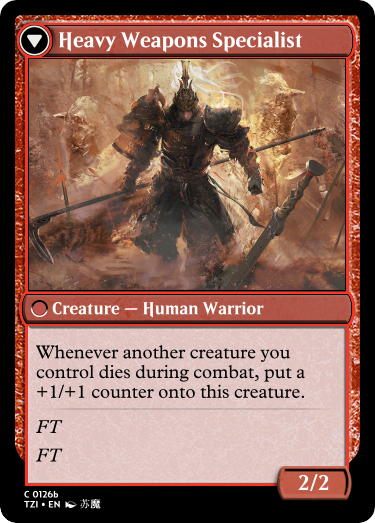 Heavy Weapons Specialist
Creature — Human Warrior
Whenever another creature you
control dies during combat, put a
+1/+1 counter onto this creature.
FT
FT
2/2
C 0126b
TZI • EN 苏魔